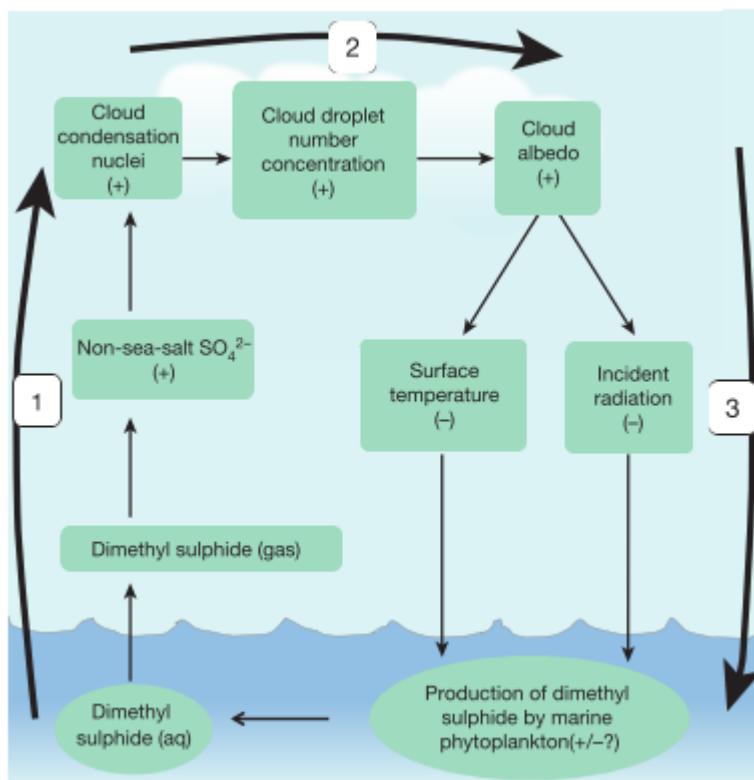 2
Cloud
condensation
nuclei
(+)
Cloud droplet
number
concentration
(+)
Cloud
albedo
(+)
Non-sea-salt SO₄²⁻
(+)
Surface
temperature
(–)
Incident
radiation
(–)
1
3
Dimethyl sulphide (gas)
Dimethyl
sulphide (aq)
Production of dimethyl
sulphide by marine
phytoplankton(+/–?)